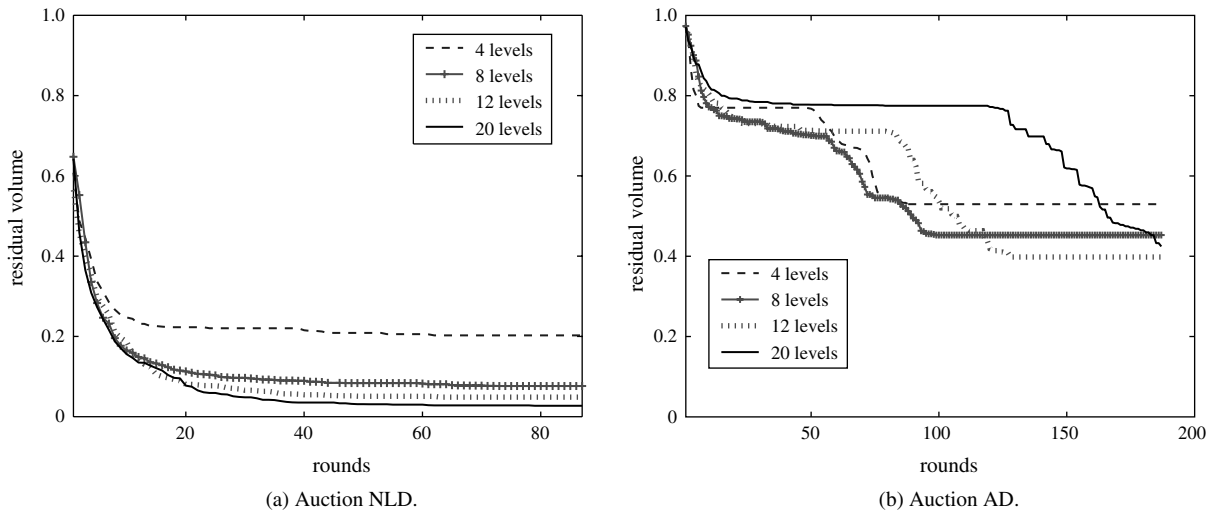 1.0
0.8
0.6
0.4
0.2
0
residual volume
4 levels
8 levels
12 levels
20 levels
20
40
60
80
rounds
(a) Auction NLD.
1.0
0.8
0.6
0.4
0.2
0
residual volume
4 levels
8 levels
12 levels
20 levels
50
100
150
200
rounds
(b) Auction AD.